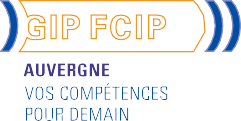 GIP FCIP
AUVERGNE
VOS COMPÉTENCES
POUR DEMAIN